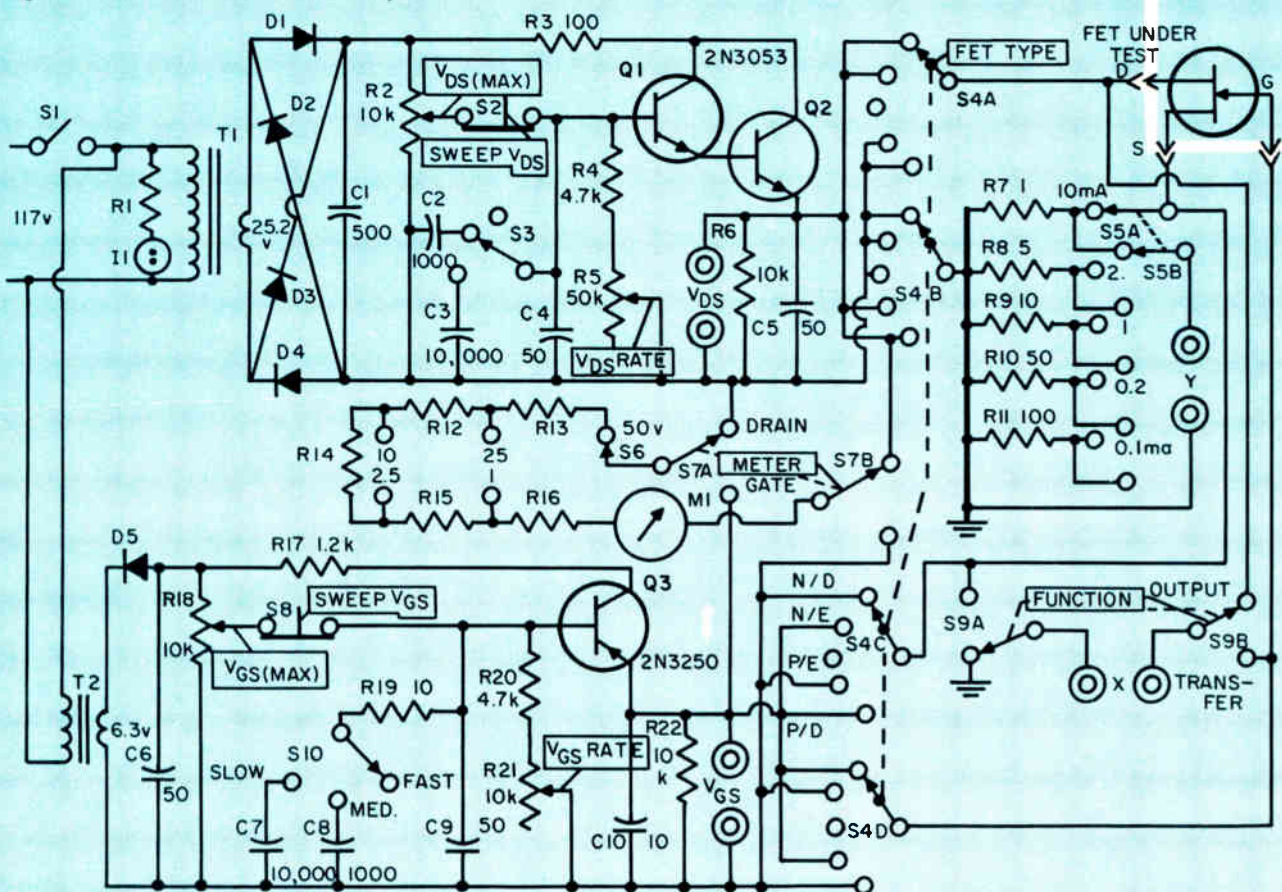 D1
R3 100
2N3053
FET TYPE
FET UNDER
TEST
D
G
S
S1
D2
T1
R2
10k
VDS(MAX)
S2
Q1
Q2
S4A
SWEEP VDS
R1
117v
I1
25.2
v
C1
500
R4
4.7k
C2
1000
S3
R6
10k
VDS
R7 1
10mA
S5A
R8 5
S5B
2.
D3
R5
50k
S4B
R9 10
1
C3
10,000
C4
50
C5
50
R10 50
0.2
Y
D4
VDS RATE
R11 100
0.1ma
R12
R13
50v
S6
DRAIN
R14
10
2.5
25
1
S7A
METER
S7B
GATE
R15
R16
M1
D5
R17 1.2k
Q3
N/D
FUNCTION
OUTPUT
R18
10k
S8
SWEEP VGS
N/E
S4C
S9A
S9B
VGS(MAX)
2N3250
P/E
X
TRANS-
FER
T2
R19 10
R20
4.7k
6.3v
R22
10
k
P/D
C6
50
SLOW
S10
FAST
VGS RATE
MED.
R21
10k
VGS
C7
10,000
C8
1000
C9
50
C10
10
S4D